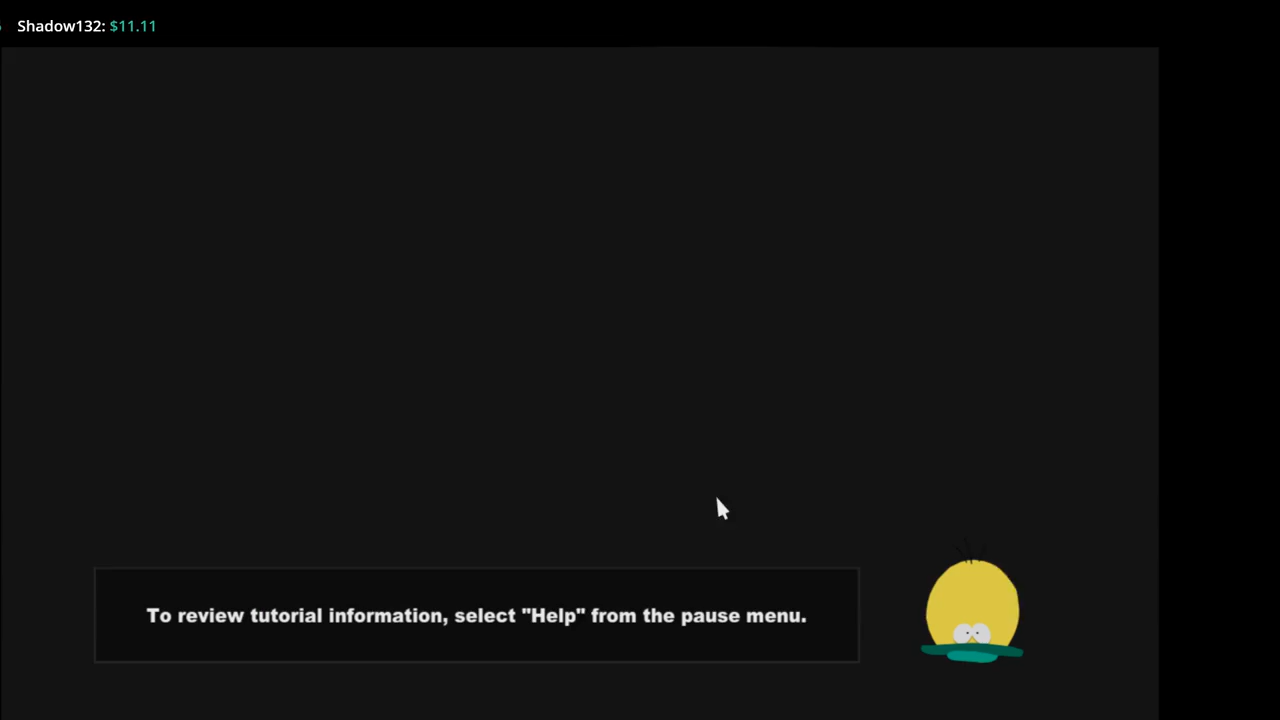 Shadow132: $11.11
To review tutorial information, select "Help" from the pause menu.